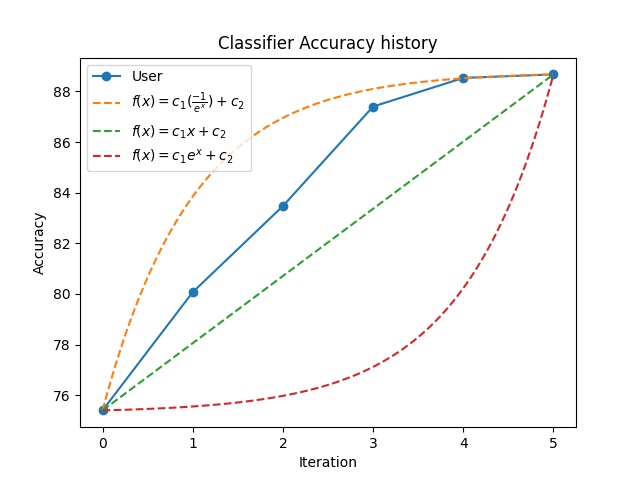 Classifier Accuracy history
User
f(x) = c₁(-1/eˣ) + c₂
f(x) = c₁x + c₂
f(x) = c₁eˣ + c₂
88
86
84
82
80
78
76
Accuracy
0 1 2 3 4 5
Iteration